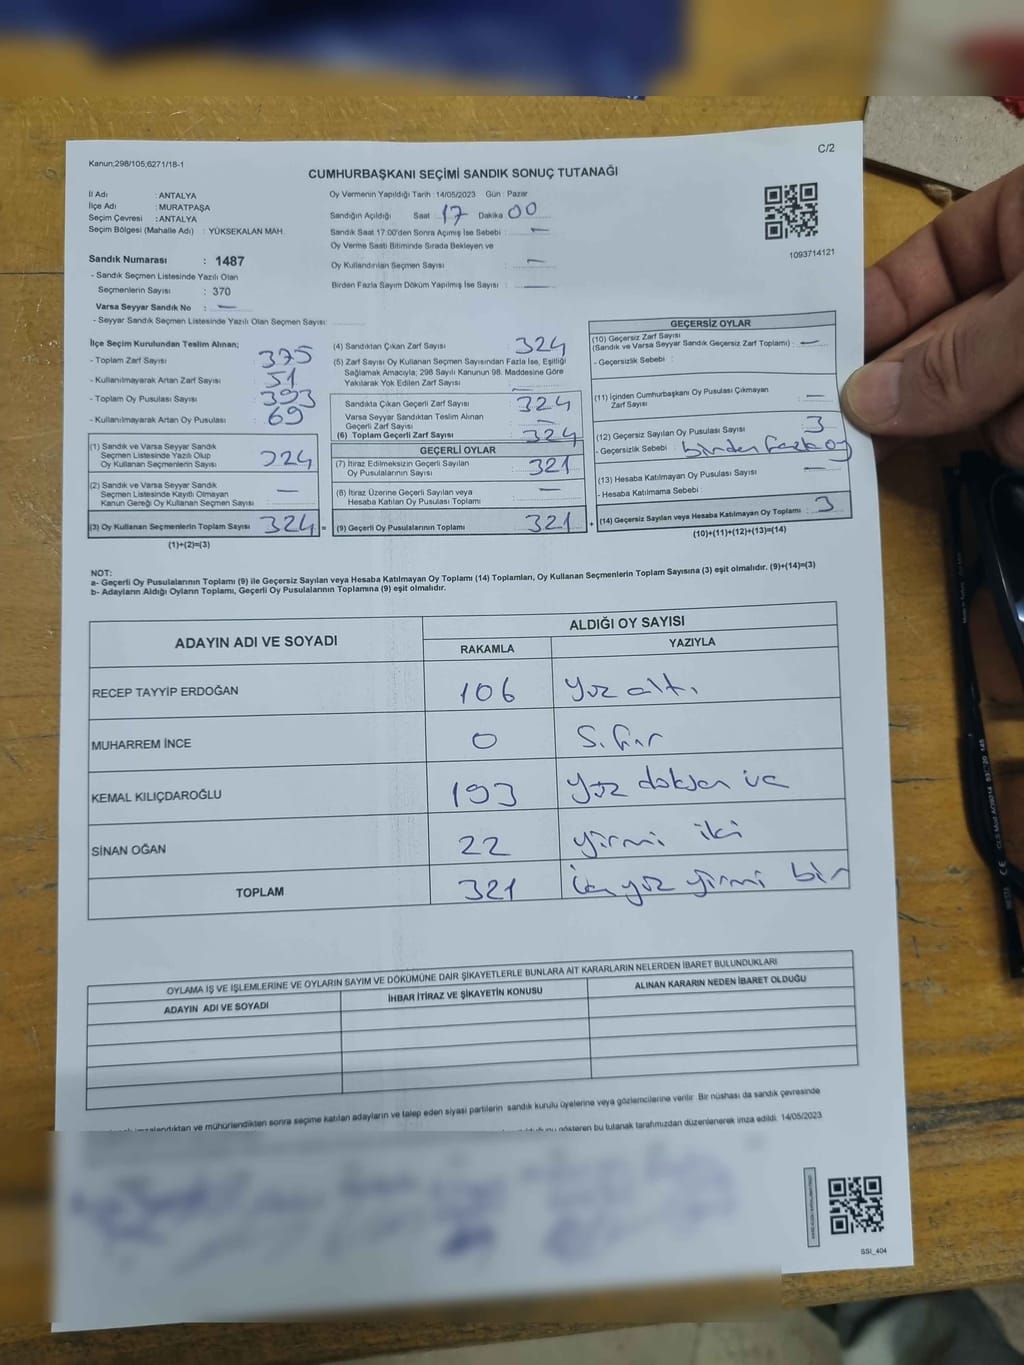 Kanun;298/105,6271/18-1
C/2
CUMHURBAŞKANI SEÇİMİ SANDIK SONUÇ TUTANAĞI
İl Adı : ANTALYA
İlçe Adı : MURATPAŞA
Seçim Çevresi : ANTALYA
Seçim Bölgesi (Mahalle Adı) : YÜKSEKALAN MAH.
Sandık Numarası : 1487
- Sandık Seçmen Listesinde Yazılı Olan
Seçmenlerin Sayısı : 370
Varsa Seyyar Sandık No : —
- Seyyar Sandık Seçmen Listesinde Yazılı Olan Seçmen Sayısı:
Oy Vermenin Yapıldığı Tarih :14/05/2023 Gün : Pazar
Sandığın Açıldığı Saat 17 Dakika 00
Sandık Saat 17:00'den Sonra Açılmış İse Sebebi : —
Oy Verme Saati Bitiminde Sırada Bekleyen ve
Oy Kullandırılan Seçmen Sayısı : —
Birden Fazla Sayım Döküm Yapılmış İse Sayısı : —
1093714121
İlçe Seçim Kurulundan Teslim Alınan;
- Toplam Zarf Sayısı 375
- Kullanılmayarak Artan Zarf Sayısı 51
- Toplam Oy Pusulası Sayısı 393
- Kullanılmayarak Artan Oy Pusulası 69
(1) Sandık ve Varsa Seyyar Sandık
Seçmen Listesinde Yazılı Olup
Oy Kullanan Seçmenlerin Sayısı 324
(2) Sandık ve Varsa Seyyar Sandık
Seçmen Listesinde Kayıtlı Olmayan
Kanun Gereği Oy Kullanan Seçmen Sayısı —
(3) Oy Kullanan Seçmenlerin Toplam Sayısı 324 =
(1)+(2)=(3)
(4) Sandıktan Çıkan Zarf Sayısı 324
(5) Zarf Sayısı Oy Kullanan Seçmen Sayısından Fazla İse, Eşitliği
Sağlamak Amacıyla; 298 Sayılı Kanunun 98. Maddesine Göre
Yakılarak Yok Edilen Zarf Sayısı : —
Sandıkta Çıkan Geçerli Zarf Sayısı 324
Varsa Seyyar Sandıktan Teslim Alınan
Geçerli Zarf Sayısı —
(6) Toplam Geçerli Zarf Sayısı 324
GEÇERLİ OYLAR
(7) İtiraz Edilmeksizin Geçerli Sayılan
Oy Pusulalarının Sayısı 321
(8) İtiraz Üzerine Geçerli Sayılan veya
Hesaba Katılan Oy Pusulası Toplamı —
(9) Geçerli Oy Pusulalarının Toplamı 321 +
GEÇERSİZ OYLAR
(10) Geçersiz Zarf Sayısı
(Sandık ve Varsa Seyyar Sandık Geçersiz Zarf Toplamı) : —
- Geçersizlik Sebebi :
(11) İçinden Cumhurbaşkanı Oy Pusulası Çıkmayan
Zarf Sayısı —
(12) Geçersiz Sayılan Oy Pusulası Sayısı 3
- Geçersizlik Sebebi : birden fazla oy
(13) Hesaba Katılmayan Oy Pusulası Sayısı —
- Hesaba Katılmama Sebebi :
(14) Geçersiz Sayılan veya Hesaba Katılmayan Oy Toplamı : 3
(10)+(11)+(12)+(13)=(14)
NOT:
a- Geçerli Oy Pusulalarının Toplamı (9) ile Geçersiz Sayılan veya Hesaba Katılmayan Oy Toplamı (14) Toplamları, Oy Kullanan Seçmenlerin Toplam Sayısına (3) eşit olmalıdır. (9)+(14)=(3)
b- Adayların Aldığı Oyların Toplamı, Geçerli Oy Pusulalarının Toplamına (9) eşit olmalıdır.
ADAYIN ADI VE SOYADI
ALDIĞI OY SAYISI
RAKAMLA YAZIYLA
RECEP TAYYİP ERDOĞAN 106 Yüz altı
MUHARREM İNCE 0 Sıfır
KEMAL KILIÇDAROĞLU 193 Yüz doksan üç
SİNAN OĞAN 22 yirmi iki
TOPLAM 321 üç yüz yirmi bir
OYLAMA İŞ VE İŞLEMLERİNE VE OYLARIN SAYIM VE DÖKÜMÜNE DAİR ŞİKAYETLERLE BUNLARA AİT KARARLARIN NELERDEN İBARET BULUNDUKLARI
ADAYIN ADI VE SOYADI İHBAR İTİRAZ VE ŞİKAYETİN KONUSU ALINAN KARARIN NEDEN İBARET OLDUĞU
imzalandıktan ve mühürlendikten sonra seçime katılan adayların ve talep eden siyasi partilerin sandık kurulu üyelerine veya gözlemcilerine verilir. Bir nüshası da sandık çevresinde
gösteren bu tutanak tarafımızdan düzenlenerek imza edildi. 14/05/2023
SSI_404